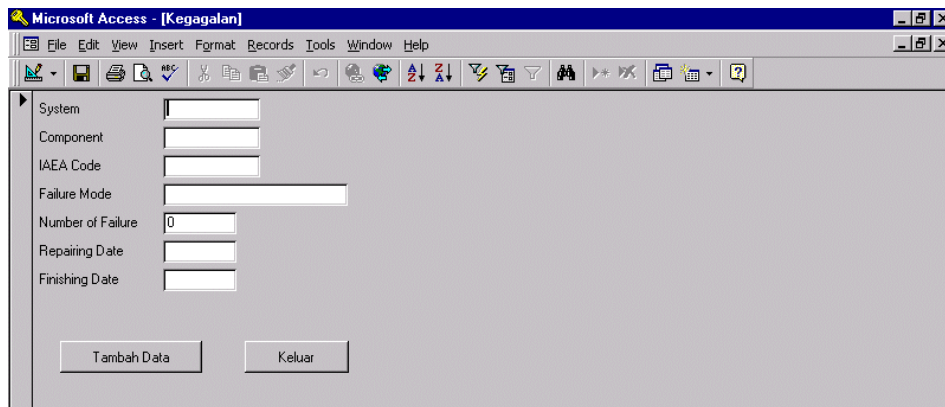 Microsoft Access - [Kegagalan]
File Edit View Insert Format Records Tools Window Help
ABC A Z Z A
System
Component
IAEA Code
Failure Mode
Number of Failure 0
Repairing Date
Finishing Date
Tambah Data Keluar